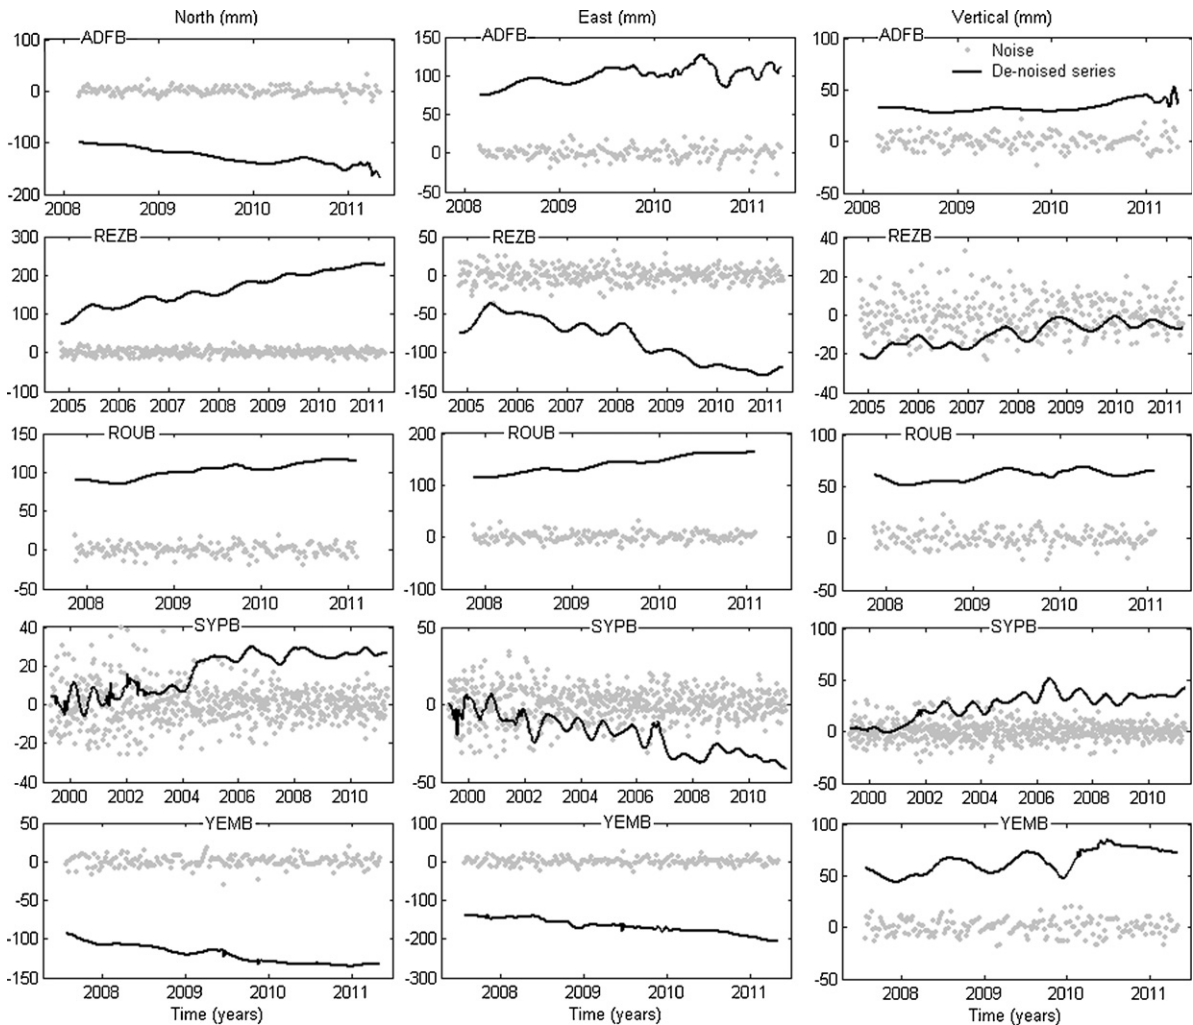 North (mm) East (mm) Vertical (mm)
ADFB ADFB ADFB
Noise
De-noised series
100 0 -100 -200
150 100 50 0 -50
100 50 0 -50
2008 2009 2010 2011 2008 2009 2010 2011 2008 2009 2010 2011
REZB REZB REZB
300 200 100 0 -100
50 0 -50 -100 -150
40 20 0 -20 -40
2005 2006 2007 2008 2009 2010 2011 2005 2006 2007 2008 2009 2010 2011 2005 2006 2007 2008 2009 2010 2011
ROUB ROUB ROUB
150 100 50 0 -50
200 100 0 -100
100 50 0 -50
2008 2009 2010 2011 2008 2009 2010 2011 2008 2009 2010 2011
SYPB SYPB SYPB
40 20 0 -20 -40
50 0 -50
100 50 0 -50
2000 2002 2004 2006 2008 2010 2000 2002 2004 2006 2008 2010 2000 2002 2004 2006 2008 2010
YEMB YEMB YEMB
50 0 -50 -100 -150
100 0 -100 -200 -300
100 50 0 -50
2008 2009 2010 2011 2008 2009 2010 2011 2008 2009 2010 2011
Time (years) Time (years) Time (years)